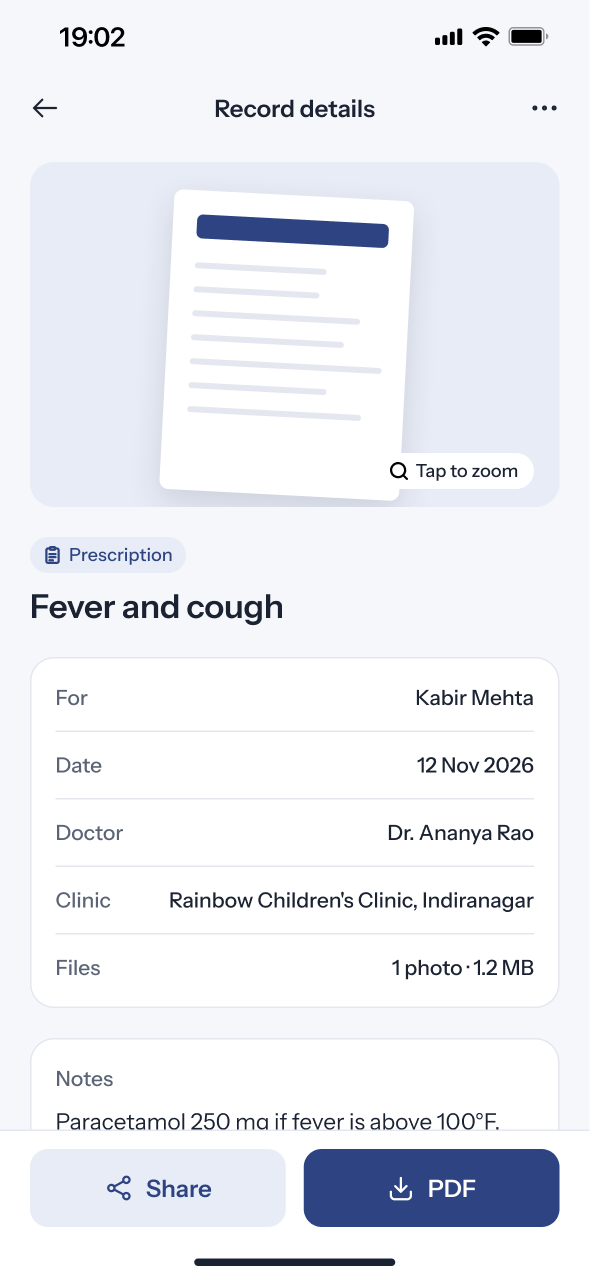 19:02
Record details
Tap to zoom
Prescription
Fever and cough
For Kabir Mehta
Date 12 Nov 2026
Doctor Dr. Ananya Rao
Clinic Rainbow Children's Clinic, Indiranagar
Files 1 photo · 1.2 MB
Notes
Paracetamol 250 mg if fever is above 100°F.
Share PDF